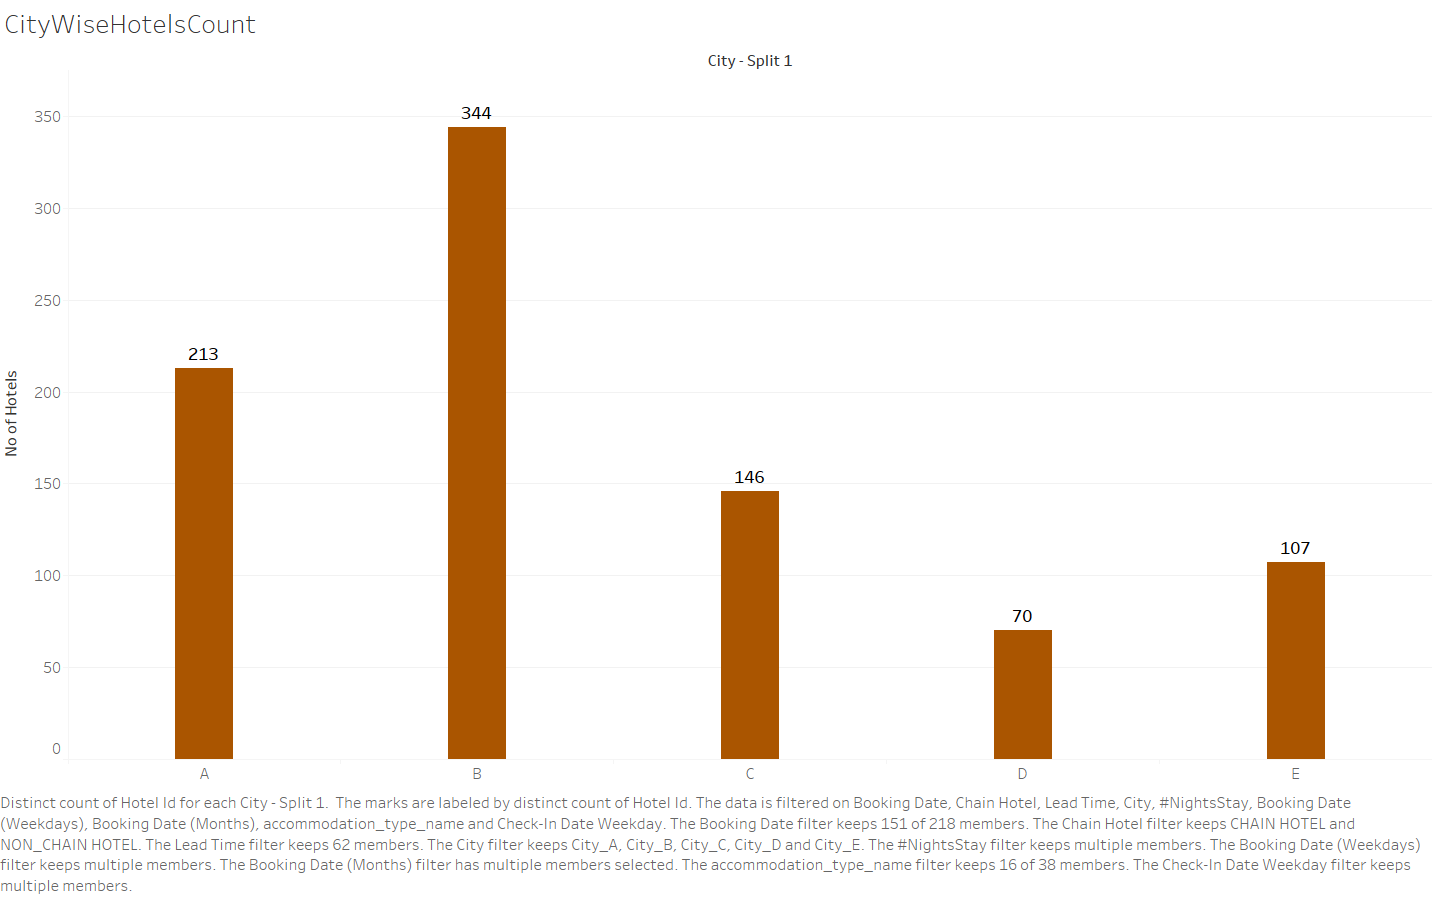 CityWiseHotelsCount
City - Split 1
344
350
300
250
213
200
No of Hotels
146
150
107
100
70
50
0
A
B
C
D
E
Distinct count of Hotel Id for each City - Split 1.  The marks are labeled by distinct count of Hotel Id. The data is filtered on Booking Date, Chain Hotel, Lead Time, City, #NightsStay, Booking Date
(Weekdays), Booking Date (Months), accommodation_type_name and Check-In Date Weekday. The Booking Date filter keeps 151 of 218 members. The Chain Hotel filter keeps CHAIN HOTEL and
NON_CHAIN HOTEL. The Lead Time filter keeps 62 members. The City filter keeps City_A, City_B, City_C, City_D and City_E. The #NightsStay filter keeps multiple members. The Booking Date (Weekdays)
filter keeps multiple members. The Booking Date (Months) filter has multiple members selected. The accommodation_type_name filter keeps 16 of 38 members. The Check-In Date Weekday filter keeps
multiple members.